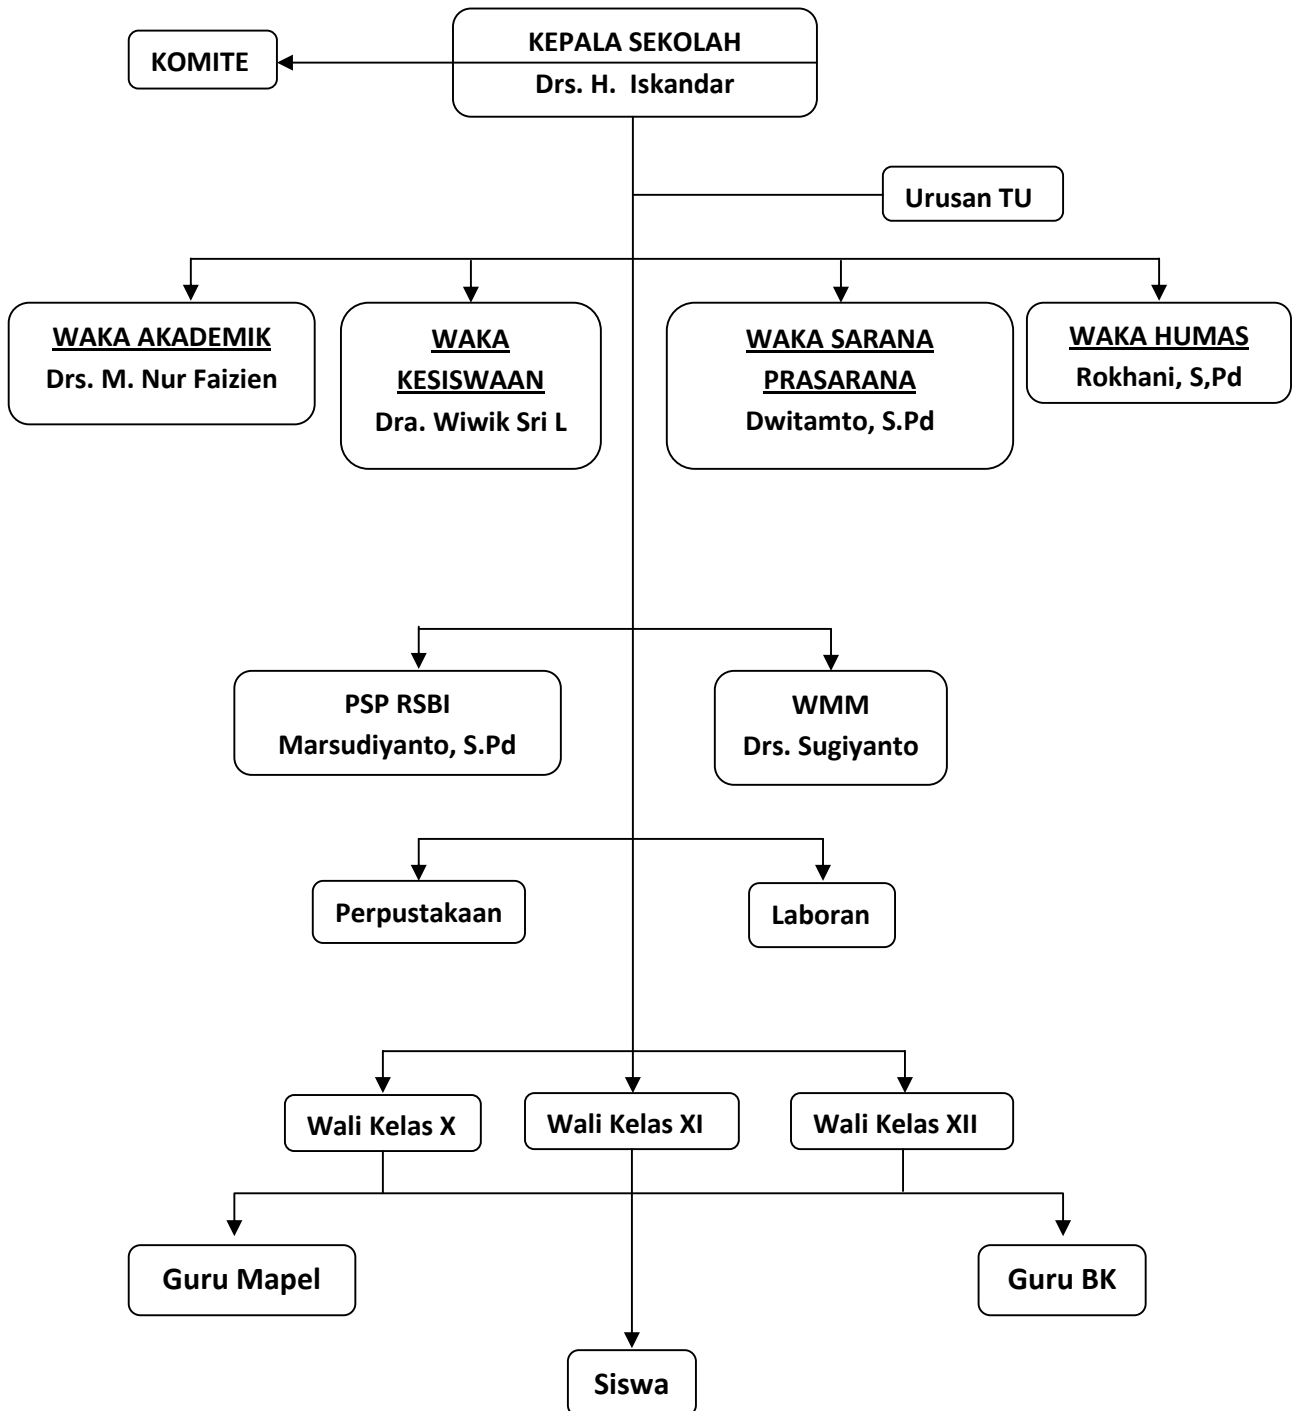 KEPALA SEKOLAH
Drs. H. Iskandar
KOMITE
Urusan TU
WAKA AKADEMIK
Drs. M. Nur Faizien
WAKA
KESISWAAN
Dra. Wiwik Sri L
WAKA SARANA
PRASARANA
Dwitamto, S.Pd
WAKA HUMAS
Rokhani, S,Pd
PSP RSBI
Marsudiyanto, S.Pd
WMM
Drs. Sugiyanto
Perpustakaan
Laboran
Wali Kelas X
Wali Kelas XI
Wali Kelas XII
Guru Mapel
Guru BK
Siswa